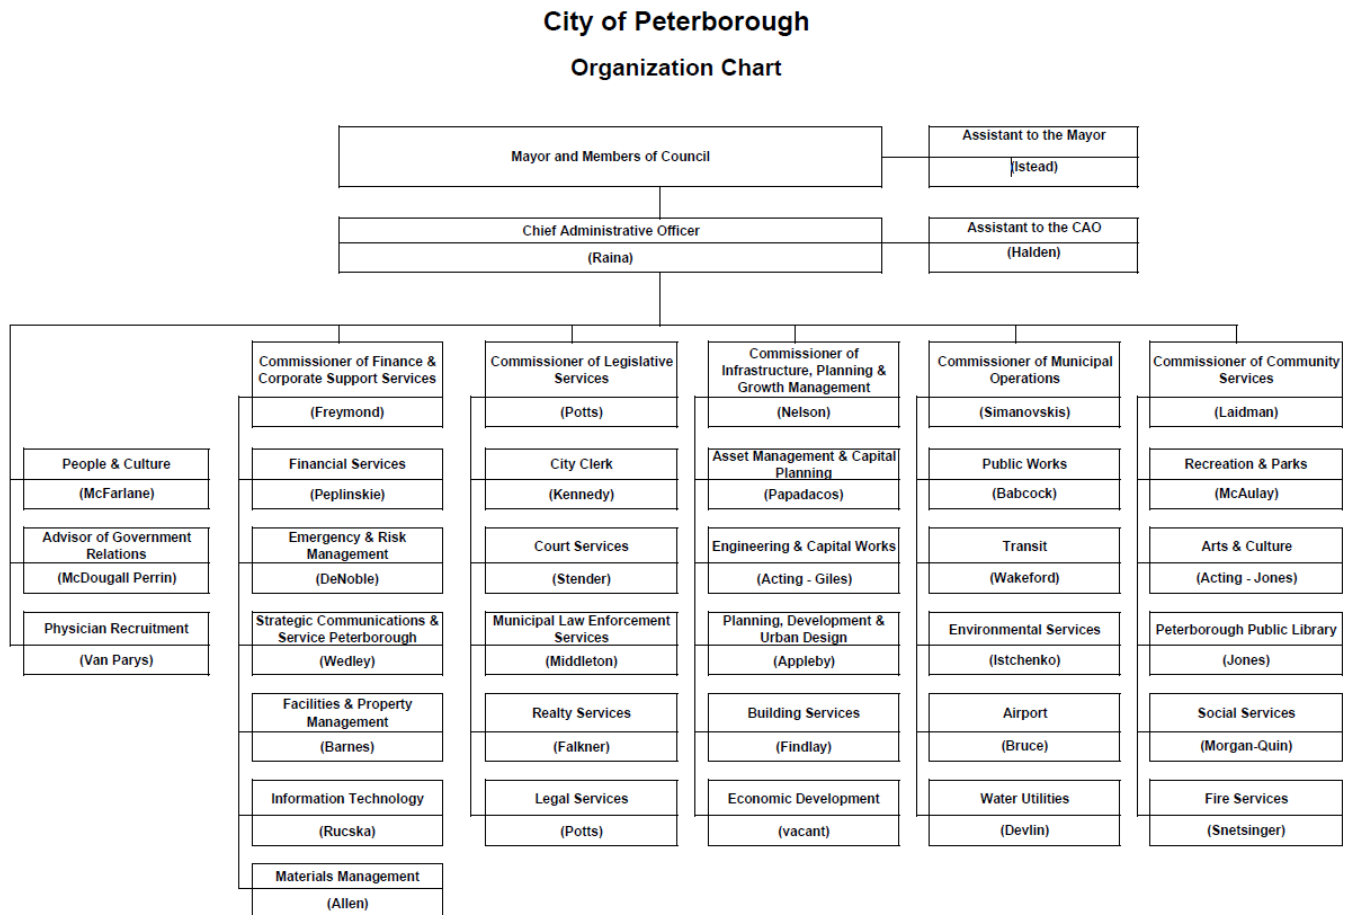 City of Peterborough
Organization Chart
Mayor and Members of Council
Assistant to the Mayor
(Istead)
Chief Administrative Officer
(Raina)
Assistant to the CAO
(Halden)
People & Culture
(McFarlane)
Advisor of Government
Relations
(McDougall Perrin)
Physician Recruitment
(Van Parys)
Commissioner of Finance &
Corporate Support Services
(Freymond)
Financial Services
(Peplinskie)
Emergency & Risk
Management
(DeNoble)
Strategic Communications &
Service Peterborough
(Wedley)
Facilities & Property
Management
(Barnes)
Information Technology
(Rucska)
Materials Management
(Allen)
Commissioner of Legislative
Services
(Potts)
City Clerk
(Kennedy)
Court Services
(Stender)
Municipal Law Enforcement
Services
(Middleton)
Realty Services
(Falkner)
Legal Services
(Potts)
Commissioner of
Infrastructure, Planning &
Growth Management
(Nelson)
Asset Management & Capital
Planning
(Papadacos)
Engineering & Capital Works
(Acting - Giles)
Planning, Development &
Urban Design
(Appleby)
Building Services
(Findlay)
Economic Development
(vacant)
Commissioner of Municipal
Operations
(Simanovskis)
Public Works
(Babcock)
Transit
(Wakeford)
Environmental Services
(Istchenko)
Airport
(Bruce)
Water Utilities
(Devlin)
Commissioner of Community
Services
(Laidman)
Recreation & Parks
(McAulay)
Arts & Culture
(Acting - Jones)
Peterborough Public Library
(Jones)
Social Services
(Morgan-Quin)
Fire Services
(Snetsinger)